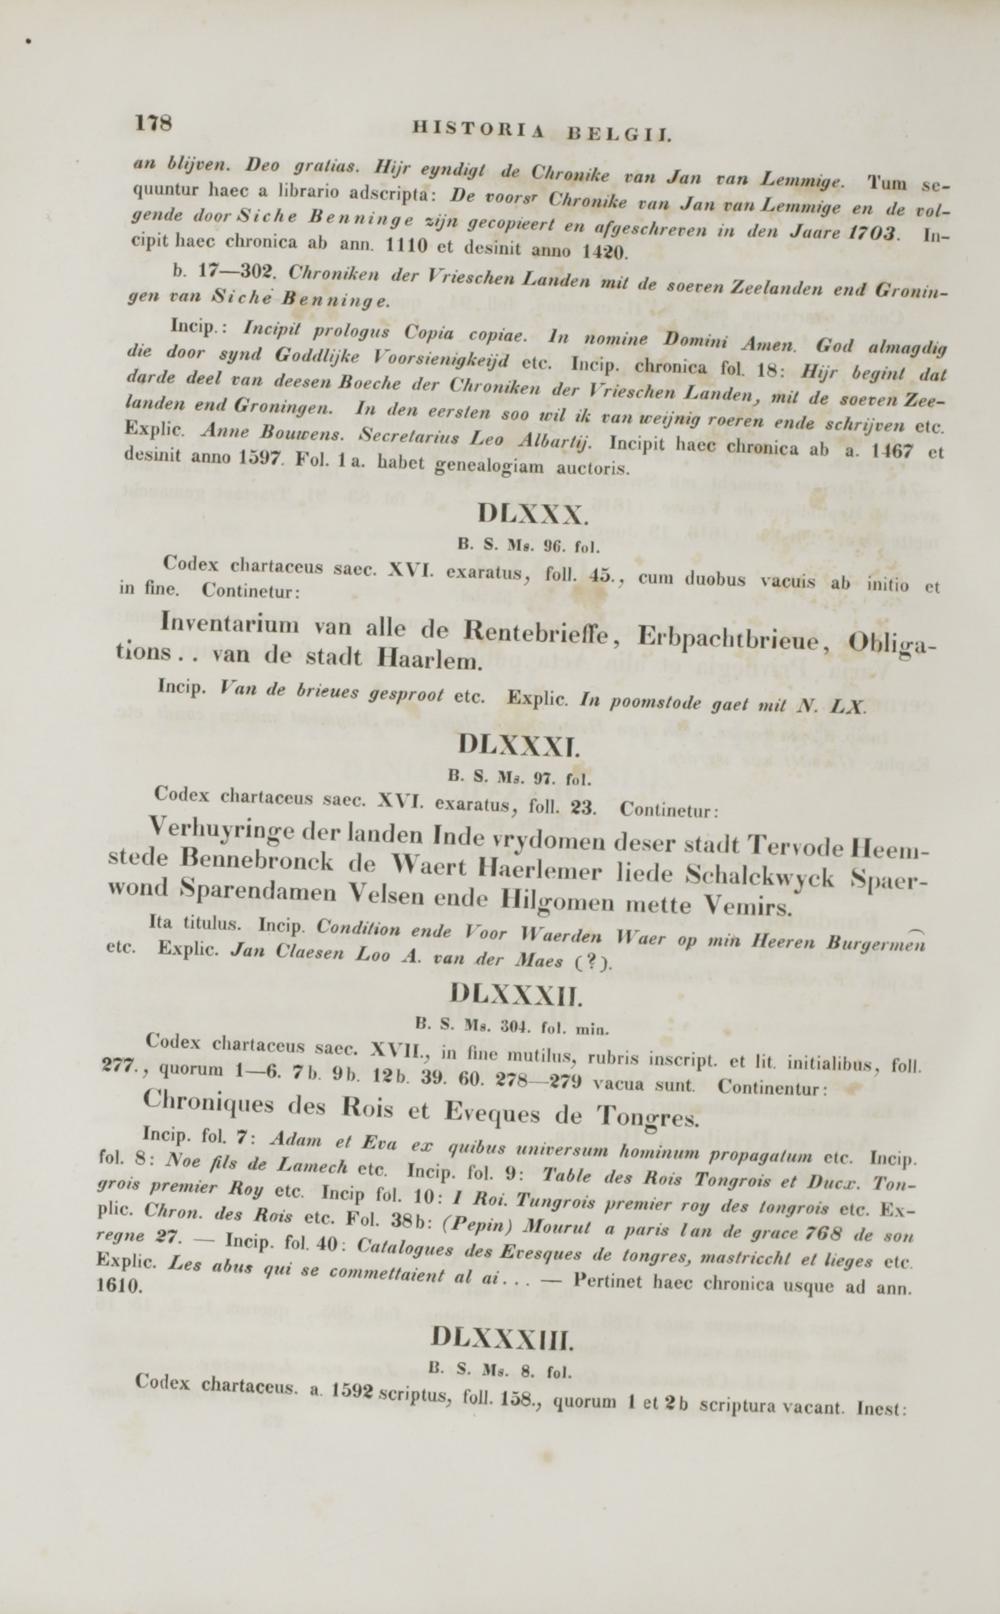 178
HISTORIA BELGII.
an blijven. Deo gratias. Hijr eyndigt de Chronike van Jan van Lemmige. Tum se-
quuntur haec a librario adscripta: De voorsr Chronike van Jan van Lemmige en de vol-
gende door Siche Benninge zijn gecopieert en afgeschreven in den Jaare 1703. In-
cipit haec chronica ab ann. 1110 et desinit anno 1420.
b. 17—302. Chroniken der Vrieschen Landen mit de soeven Zeelanden end Gronin-
gen van Siche Benninge.
Incip.: Incipit prologus Copia copiae. In nomine Domini Amen. God almagdig
die door synd Goddlijke Voorsienigkeijd etc. Incip. chronica fol. 18: Hijr begint dat
darde deel van deesen Boeche der Chroniken der Vrieschen Landen, mit de soeven Zee-
landen end Groningen. In den eersten soo wil ik van weijnig roeren ende schrijven etc.
Explic. Anne Bouwens. Secretarius Leo Albartij. Incipit haec chronica ab a. 1467 et
desinit anno 1597. Fol. 1 a. habet genealogiam auctoris.
DLXXX.
B. S. Ms. 96. fol.
Codex chartaceus saec. XVI. exaratus, foll. 45., cum duobus vacuis ab initio et
in fine. Continetur:
Inventarium van alle de Rentebrieffe, Erbpachtbrieue, Obliga-
tions . . van de stadt Haarlem.
Incip. Van de brieues gesproot etc. Explic. In poomstode gaet mit N. LX.
DLXXXI.
B. S. Ms. 97. fol.
Codex chartaceus saec. XVI. exaratus, foll. 23. Continetur:
Verhuyringe der landen Inde vrydomen deser stadt Tervode Heem-
stede Bennebronck de Waert Haerlemer liede Schalckwyck Spaer-
wond Sparendamen Velsen ende Hilgomen mette Vemirs.
Ita titulus. Incip. Condition ende Voor Waerden Waer op min Heeren Burgermen͡
etc. Explic. Jan Claesen Loo A. van der Maes (?).
DLXXXII.
B. S. Ms. 304. fol. min.
Codex chartaceus saec. XVII., in fine mutilus, rubris inscript. et lit. initialibus, foll.
277., quorum 1—6. 7b. 9b. 12b. 39. 60. 278—279 vacua sunt. Continentur:
Chroniques des Rois et Eveques de Tongres.
Incip. fol. 7: Adam et Eva ex quibus universum hominum propagatum etc. Incip.
fol. 8: Noe fils de Lamech etc. Incip. fol. 9: Table des Rois Tongrois et Ducx. Ton-
grois premier Roy etc. Incip fol. 10: I Roi. Tungrois premier roy des tongrois etc. Ex-
plic. Chron. des Rois etc. Fol. 38b: (Pepin) Mourut a paris lan de grace 768 de son
regne 27. — Incip. fol. 40: Catalogues des Evesques de tongres, mastriccht et lieges etc.
Explic. Les abus qui se commettaient al ai... — Pertinet haec chronica usque ad ann.
1610.
DLXXXIII.
B. S. Ms. 8. fol.
Codex chartaceus. a. 1592 scriptus, foll. 158., quorum 1 et 2b scriptura vacant. Inest: